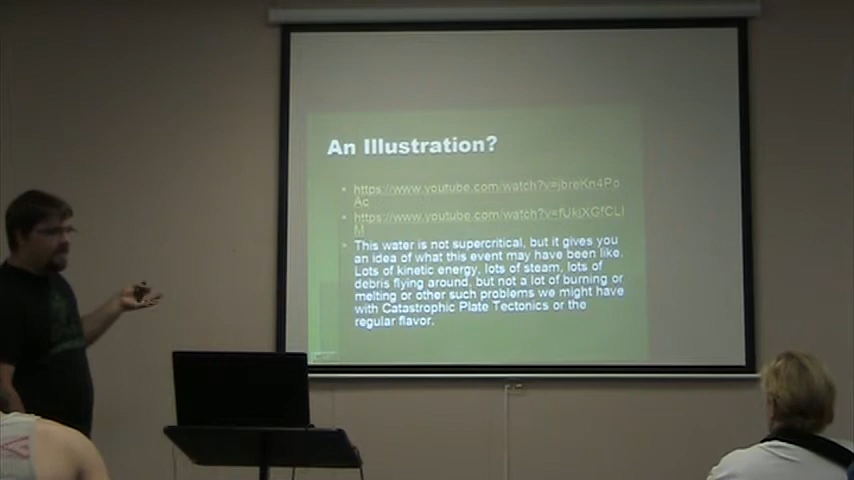 An Illustration?
https://www.youtube.com/watch?v=jbreKn4Po
Ac
https://www.youtube.com/watch?v=fUkiXGfCLI
M
This water is not supercritical, but it gives you
an idea of what this event may have been like.
Lots of kinetic energy, lots of steam, lots of
debris flying around, but not a lot of burning or
melting or other such problems we might have
with Catastrophic Plate Tectonics or the
regular flavor.